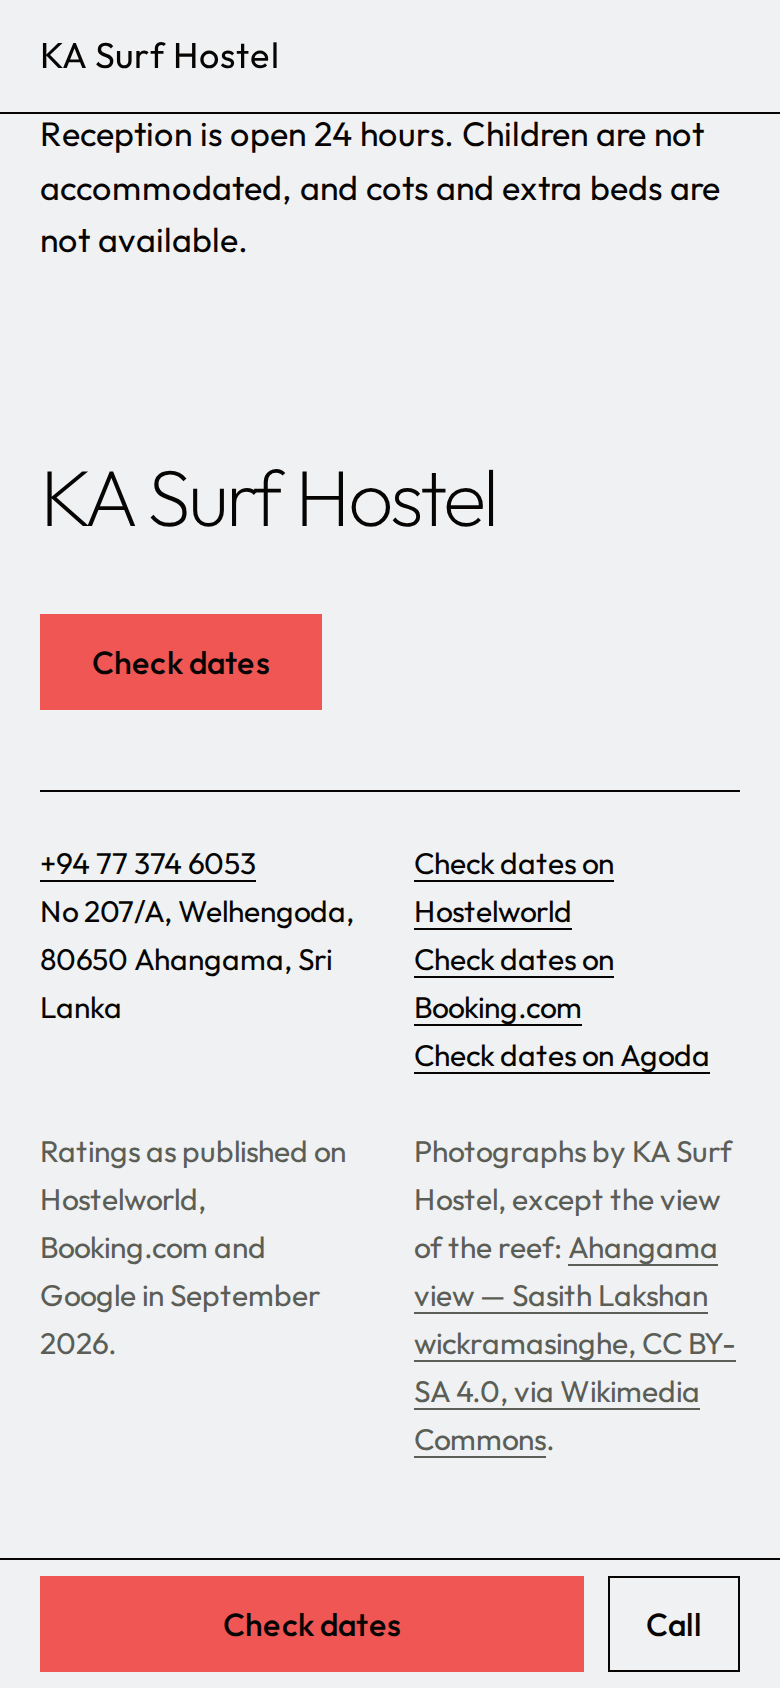 KA Surf Hostel
Reception is open 24 hours. Children are not
accommodated, and cots and extra beds are
not available.
KA Surf Hostel
Check dates
+94 77 374 6053
No 207/A, Welhengoda,
80650 Ahangama, Sri
Lanka
Check dates on
Hostelworld
Check dates on
Booking.com
Check dates on Agoda
Ratings as published on
Hostelworld,
Booking.com and
Google in September
2026.
Photographs by KA Surf
Hostel, except the view
of the reef: Ahangama
view — Sasith Lakshan
wickramasinghe, CC BY-
SA 4.0, via Wikimedia
Commons.
Check dates
Call